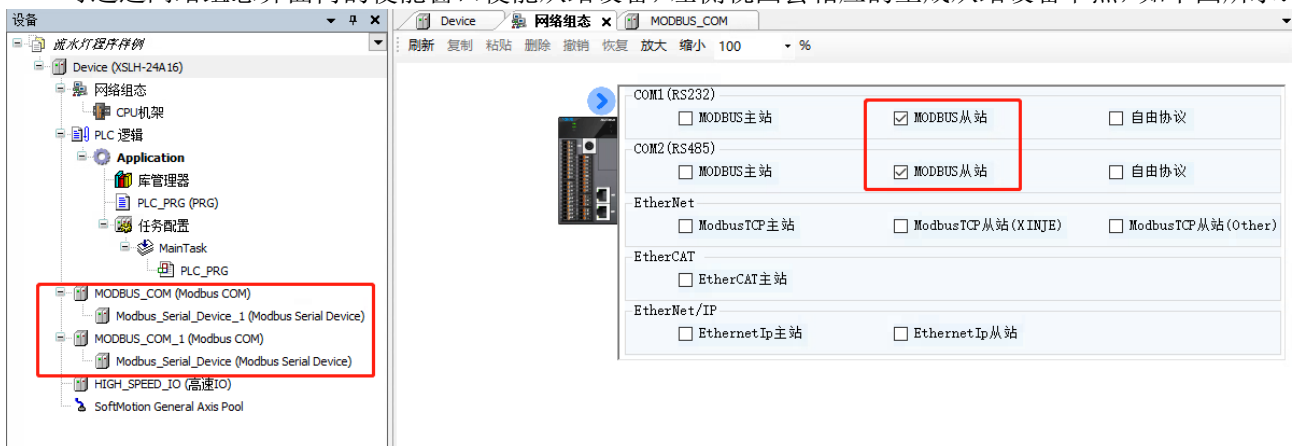 设备
流水灯程序样例
Device (XSLH-24A16)
网络组态
CPU机架
PLC 逻辑
Application
库管理器
PLC_PRG (PRG)
任务配置
MainTask
PLC_PRG
MODBUS_COM (Modbus COM)
Modbus_Serial_Device_1 (Modbus Serial Device)
MODBUS_COM_1 (Modbus COM)
Modbus_Serial_Device (Modbus Serial Device)
HIGH_SPEED_IO (高速IO)
SoftMotion General Axis Pool
Device 网络组态 MODBUS_COM
刷新 复制 粘贴 删除 撤销 恢复 放大 缩小 100 %
COM1(RS232)
MODBUS主站 MODBUS从站 自由协议
COM2(RS485)
MODBUS主站 MODBUS从站 自由协议
EtherNet
ModbusTCP主站 ModbusTCP从站(XINJE) ModbusTCP从站(Other)
EtherCAT
EtherCAT主站
EtherNet/IP
EthernetIp主站 EthernetIp从站